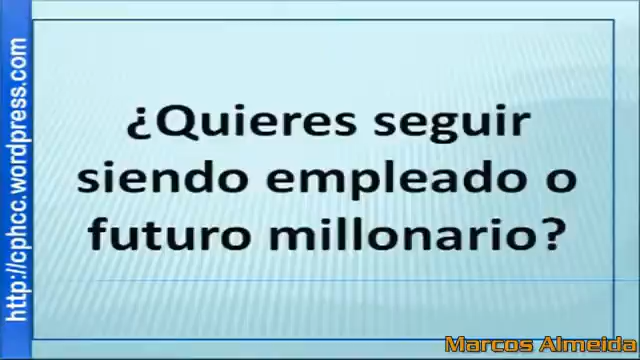 http://cphcc.wordpress.com
¿Quieres seguir
siendo empleado o
futuro millonario?
Marcos Almeida